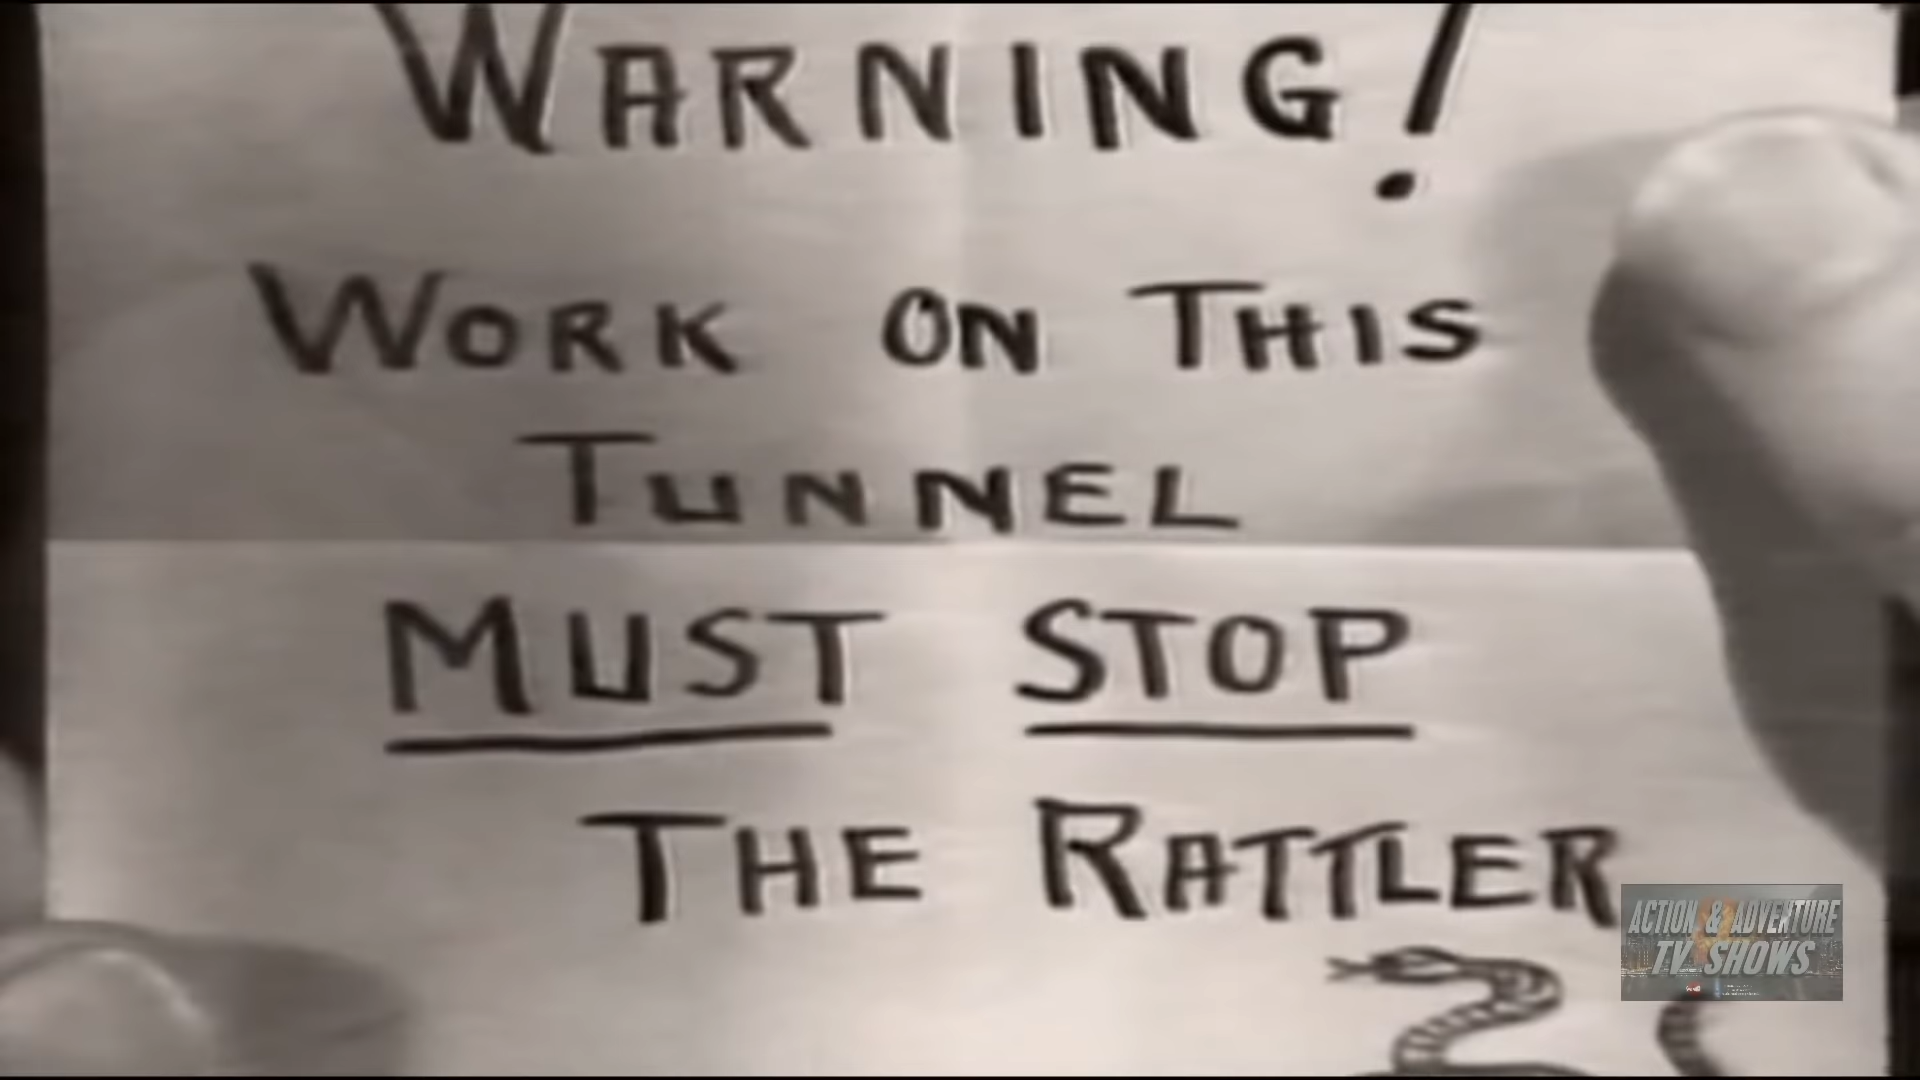 WARNING!
WORK ON THIS
TUNNEL
MUST STOP
THE RATTLER
ACTION & ADVENTURE
TV SHOWS